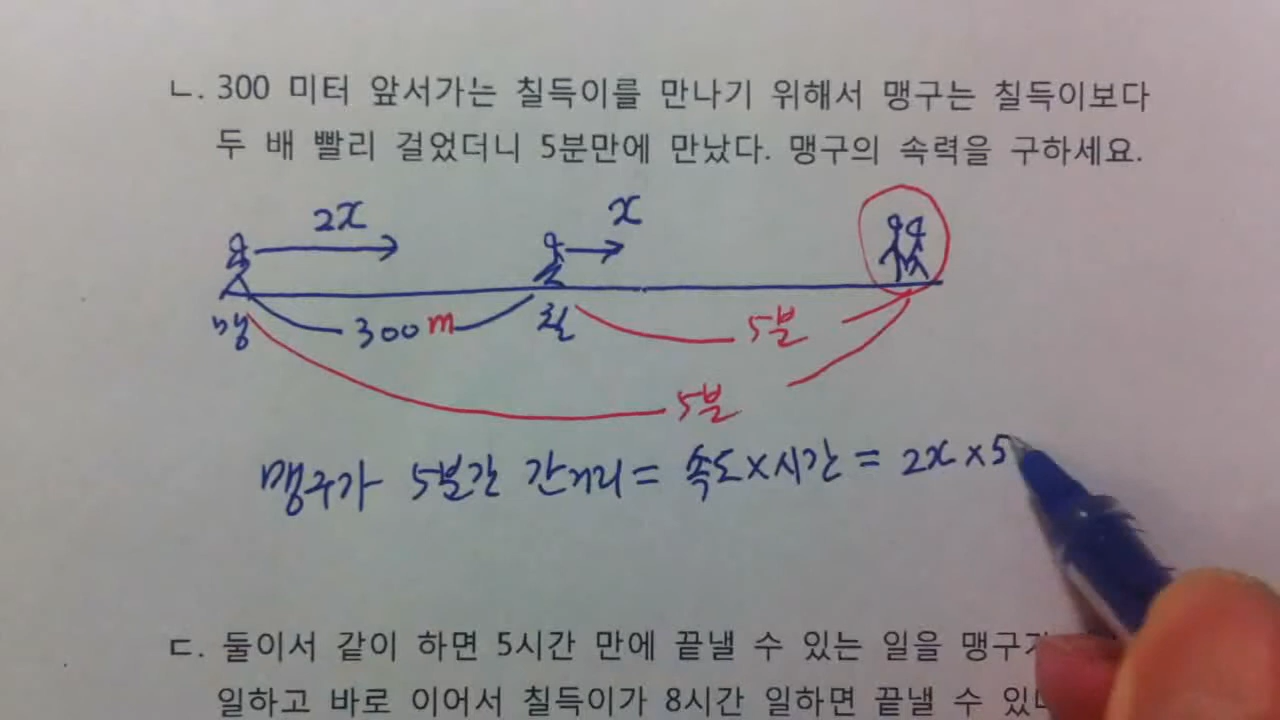 ㄴ. 300 미터 앞서가는 칠득이를 만나기 위해서 맹구는 칠득이보다
두 배 빨리 걸었더니 5분만에 만났다. 맹구의 속력을 구하세요.
2x
x
맹
300m
칠
5분
5분
맹구가 5분간 간거리 = 속도×시간 = 2x×5
ㄷ. 둘이서 같이 하면 5시간 만에 끝낼 수 있는 일을
일하고 바로 이어서 칠득이가 8시간 일하면 끝낼 수